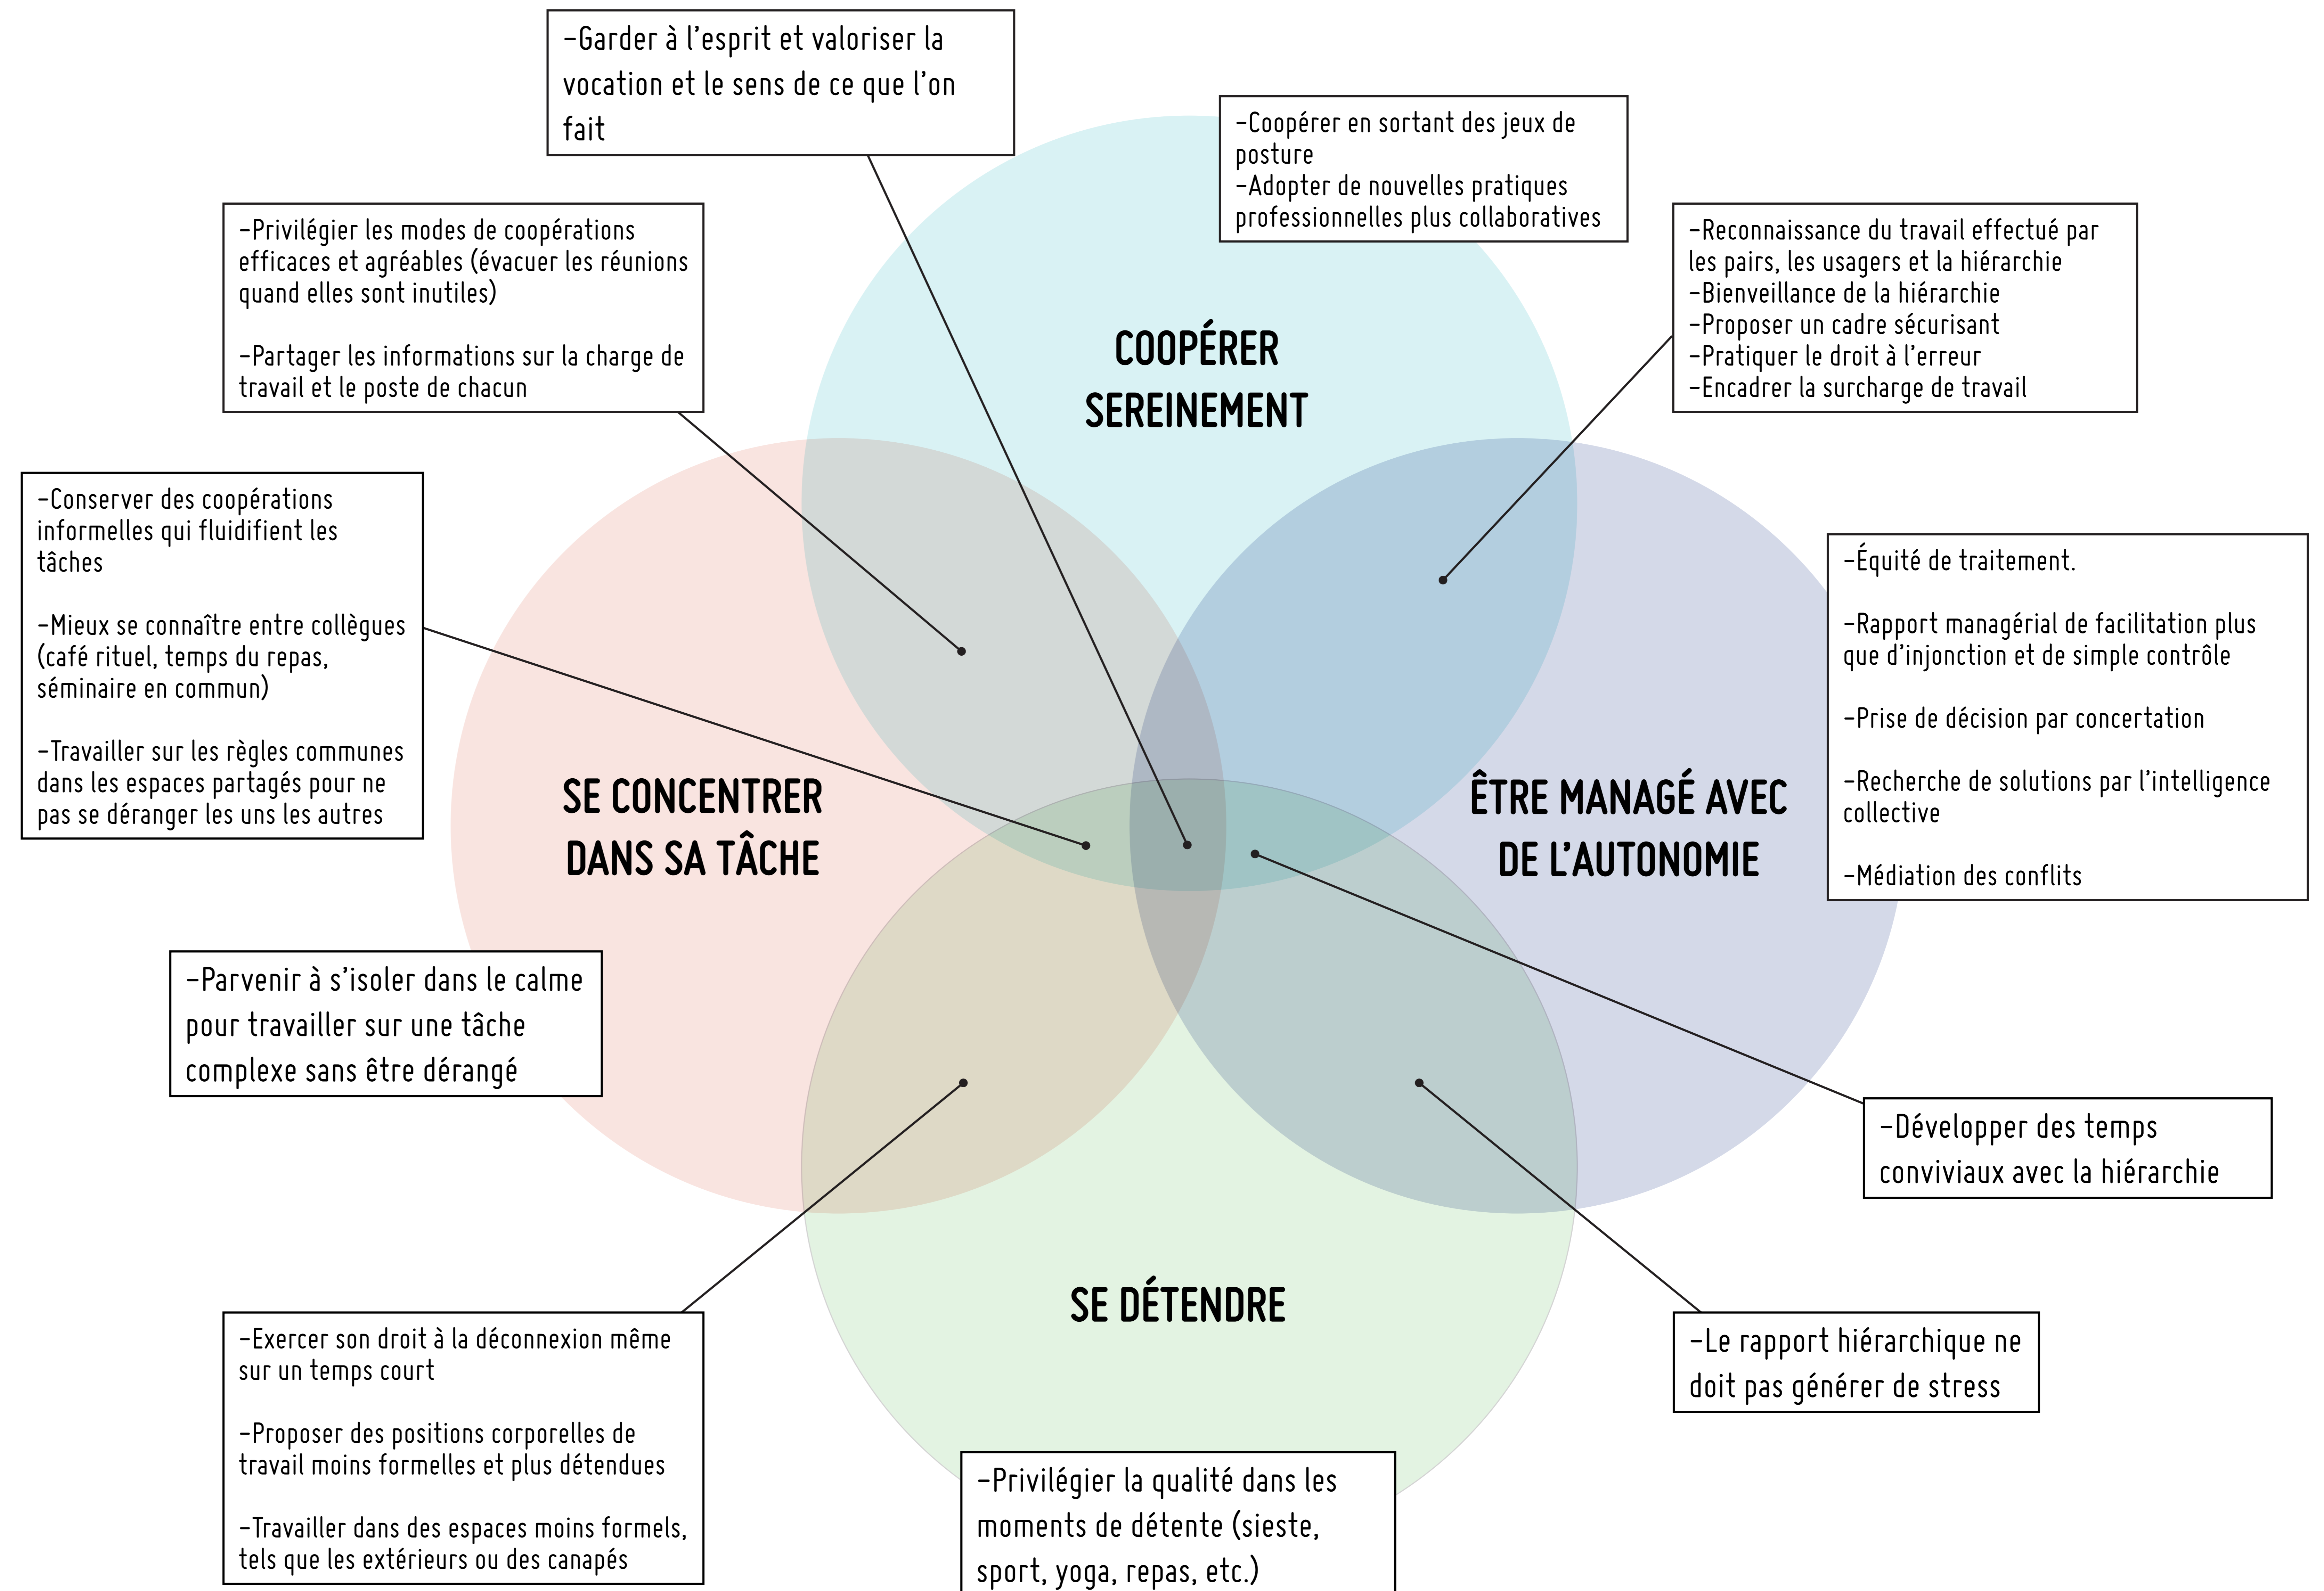 -Garder à l'esprit et valoriser la
vocation et le sens de ce que l'on
fait
-Coopérer en sortant des jeux de
posture
-Adopter de nouvelles pratiques
professionnelles plus collaboratives
-Privilégier les modes de coopérations
efficaces et agréables (évacuer les réunions
quand elles sont inutiles)
-Partager les informations sur la charge de
travail et le poste de chacun
-Reconnaissance du travail effectué par
les pairs, les usagers et la hiérarchie
-Bienveillance de la hiérarchie
-Proposer un cadre sécurisant
-Pratiquer le droit à l'erreur
-Encadrer la surcharge de travail
COOPÉRER
SEREINEMENT
-Conserver des coopérations
informelles qui fluidifient les
tâches
-Mieux se connaître entre collègues
(café rituel, temps du repas,
séminaire en commun)
-Travailler sur les règles communes
dans les espaces partagés pour ne
pas se déranger les uns les autres
-Équité de traitement.
-Rapport managérial de facilitation plus
que d'injonction et de simple contrôle
-Prise de décision par concertation
-Recherche de solutions par l'intelligence
collective
-Médiation des conflits
SE CONCENTRER
DANS SA TÂCHE
ÊTRE MANAGÉ AVEC
DE L'AUTONOMIE
-Parvenir à s'isoler dans le calme
pour travailler sur une tâche
complexe sans être dérangé
-Développer des temps
conviviaux avec la hiérarchie
SE DÉTENDRE
-Exercer son droit à la déconnexion même
sur un temps court
-Proposer des positions corporelles de
travail moins formelles et plus détendues
-Travailler dans des espaces moins formels,
tels que les extérieurs ou des canapés
-Le rapport hiérarchique ne
doit pas générer de stress
-Privilégier la qualité dans les
moments de détente (sieste,
sport, yoga, repas, etc.)